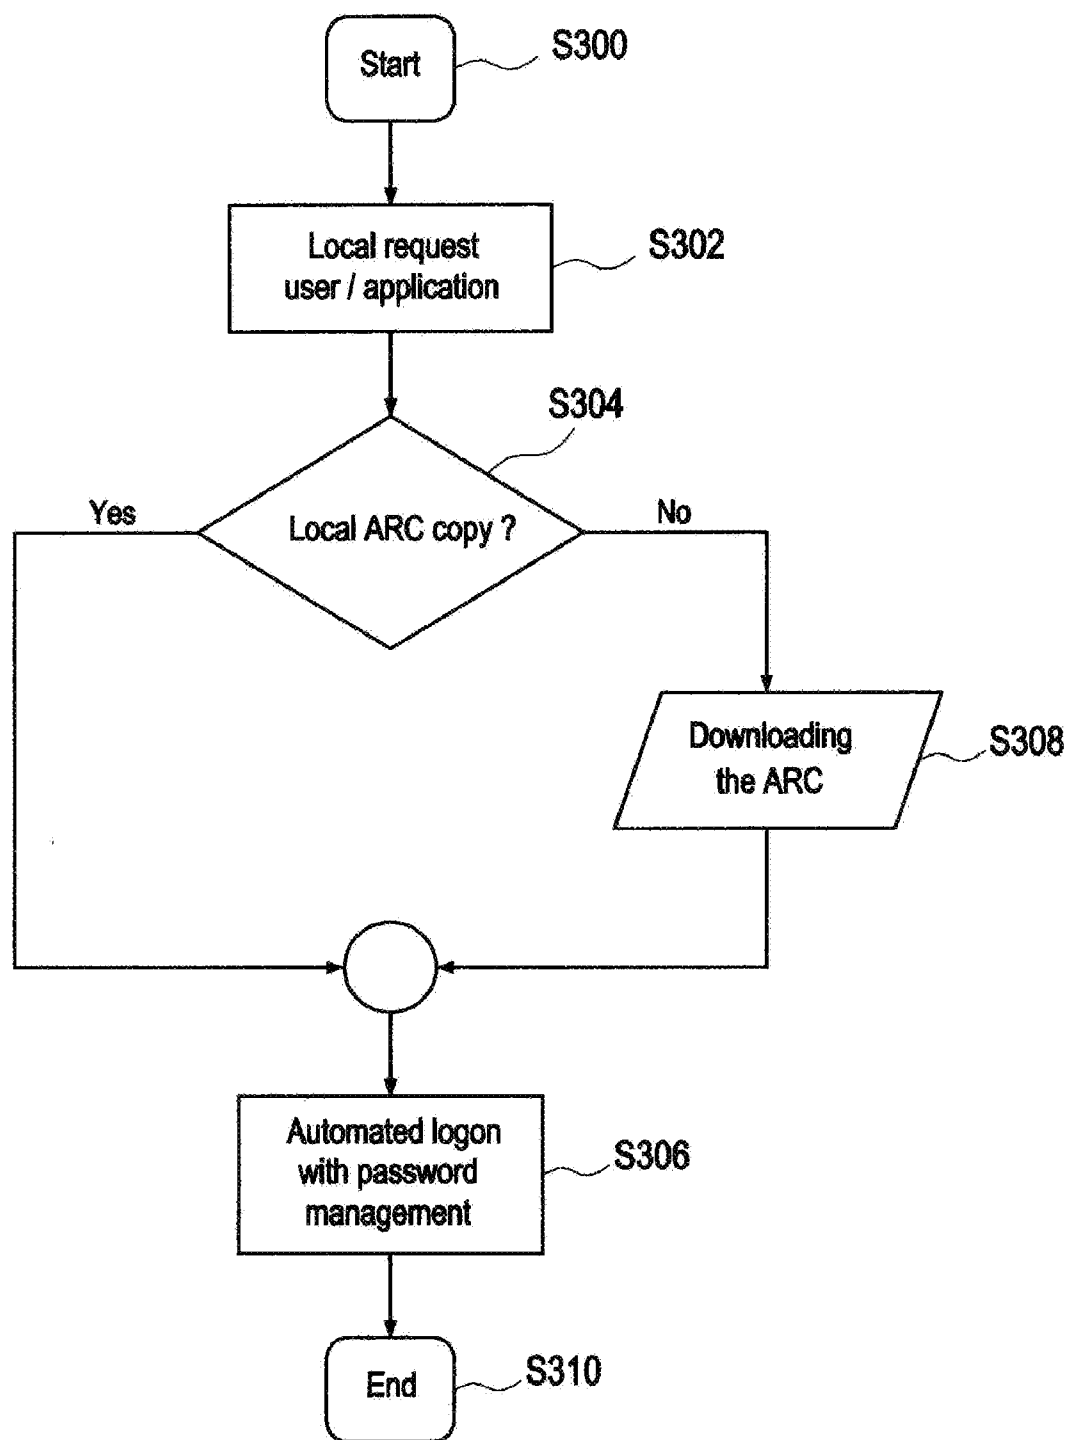 Start
S300
Local request
user / application
S302
S304
Yes
Local ARC copy ?
No
Downloading
the ARC
S308
Automated logon
with password
management
S306
End
S310